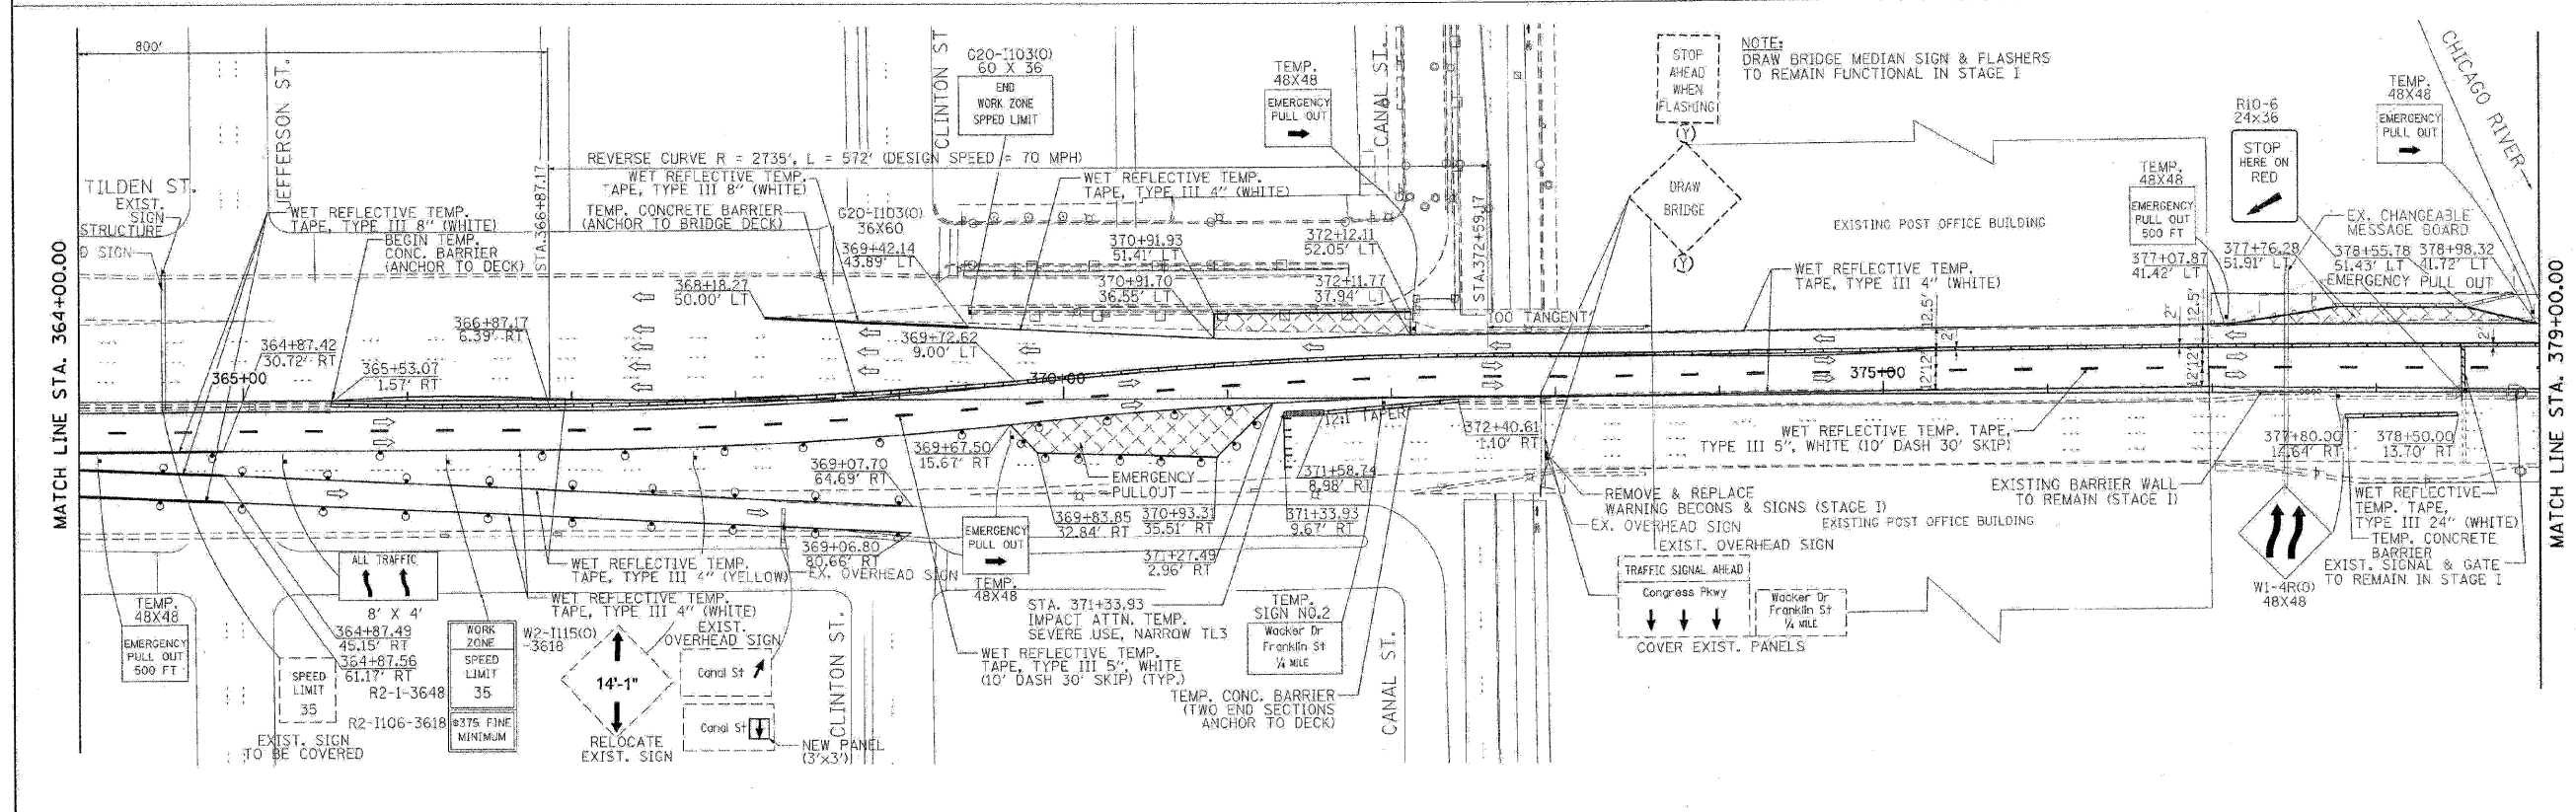 800'
TILDEN ST.
EXIST.
SIGN
STRUCTURE
D SIGN
JEFFERSON ST.
WET REFLECTIVE TEMP.
TAPE, TYPE III 8" (WHITE)
BEGIN TEMP.
CONC. BARRIER
(ANCHOR TO DECK)
STA.366+87.17
REVERSE CURVE R = 2735', L = 572' (DESIGN SPEED = 70 MPH)
WET REFLECTIVE TEMP.
TAPE, TYPE III 8" (WHITE)
TEMP. CONCRETE BARRIER
(ANCHOR TO BRIDGE DECK)
CLINTON ST
G20-I103(O)
60 X 36
END
WORK ZONE
SPPED LIMIT
G20-I103(O)
36X60
369+42.14
43.89' LT
WET REFLECTIVE TEMP.
TAPE, TYPE III 4" (WHITE)
TEMP.
48X48
EMERGENCY
PULL OUT
CANAL ST.
370+91.93
51.41' LT
372+12.11
52.05' LT
370+91.70
36.55' LT
372+11.77
37.94' LT
368+18.27
50.00' LT
369+72.62
9.00' LT
STA.372+59.17
100 TANGENT
STOP
AHEAD
WHEN
FLASHING
Y
DRAW
BRIDGE
Y
NOTE:
DRAW BRIDGE MEDIAN SIGN & FLASHERS
TO REMAIN FUNCTIONAL IN STAGE I
EXISTING POST OFFICE BUILDING
WET REFLECTIVE TEMP.
TAPE, TYPE III 4" (WHITE)
TEMP.
48X48
EMERGENCY
PULL OUT
500 FT
R10-6
24x36
STOP
HERE ON
RED
TEMP.
48X48
EMERGENCY
PULL OUT
CHICAGO RIVER
EX. CHANGEABLE
MESSAGE BOARD
377+07.87
41.42' LT
377+76.28
51.91' LT
378+55.78
51.43' LT
378+98.32
41.72' LT
EMERGENCY PULL OUT
12.5'
2'
12'12'
2'
12.5'
12'12'
2'
MATCH LINE STA. 364+00.00
MATCH LINE STA. 379+00.00
366+87.17
6.39' RT
364+87.42
30.72' RT
365+00
365+53.07
1.57' RT
370+00
375+00
369+67.50
15.67' RT
369+07.70
64.69' RT
EMERGENCY
PULLOUT
369+83.85
32.84' RT
370+93.31
35.51' RT
12:1 TAPER
371+58.74
8.98' RT
371+33.93
9.67' RT
372+40.61
1.10' RT
371+27.49
2.96' RT
WET REFLECTIVE TEMP. TAPE,
TYPE III 5", WHITE (10' DASH 30' SKIP)
377+80.00
14.64' RT
378+50.00
13.70' RT
EXISTING BARRIER WALL
TO REMAIN (STAGE I)
REMOVE & REPLACE
WARNING BECONS & SIGNS (STAGE I)
EX. OVERHEAD SIGN
EXISTING POST OFFICE BUILDING
EXIST. OVERHEAD SIGN
WET REFLECTIVE
TEMP. TAPE,
TYPE III 24" (WHITE)
TEMP. CONCRETE
BARRIER
EXIST. SIGNAL & GATE
TO REMAIN IN STAGE I
W1-4R(O)
48X48
369+06.80
80.66' RT
EX. OVERHEAD SIGN
EMERGENCY
PULL OUT
TEMP.
48X48
WET REFLECTIVE TEMP.
TAPE, TYPE III 4" (YELLOW)
WET REFLECTIVE TEMP.
TAPE, TYPE III 4" (WHITE)
EXIST.
OVERHEAD SIGN
ALL TRAFFIC
8' X 4'
TEMP.
48X48
EMERGENCY
PULL OUT
500 FT
364+87.49
45.15' RT
364+87.56
61.17' RT
SPEED
LIMIT
35
EXIST. SIGN
TO BE COVERED
R2-I-3648
R2-I106-3618
WORK
ZONE
SPEED
LIMIT
35
$375 FINE
MINIMUM
W2-I115(O)
-3618
14'-1"
RELOCATE
EXIST. SIGN
Canal St
Canal St
NEW PANEL
(3'x3')
CLINTON ST.
STA. 371+33.93
IMPACT ATTN. TEMP.
SEVERE USE, NARROW TL3
WET REFLECTIVE TEMP.
TAPE, TYPE III 5", WHITE
(10' DASH 30' SKIP) (TYP.)
TEMP.
SIGN NO.2
Wacker Dr
Franklin St
1/4 MILE
TEMP. CONC. BARRIER
(TWO END SECTIONS
ANCHOR TO DECK)
CANAL ST.
TRAFFIC SIGNAL AHEAD
Congress Pkwy
Wacker Dr
Franklin St
1/4 MILE
COVER EXIST. PANELS